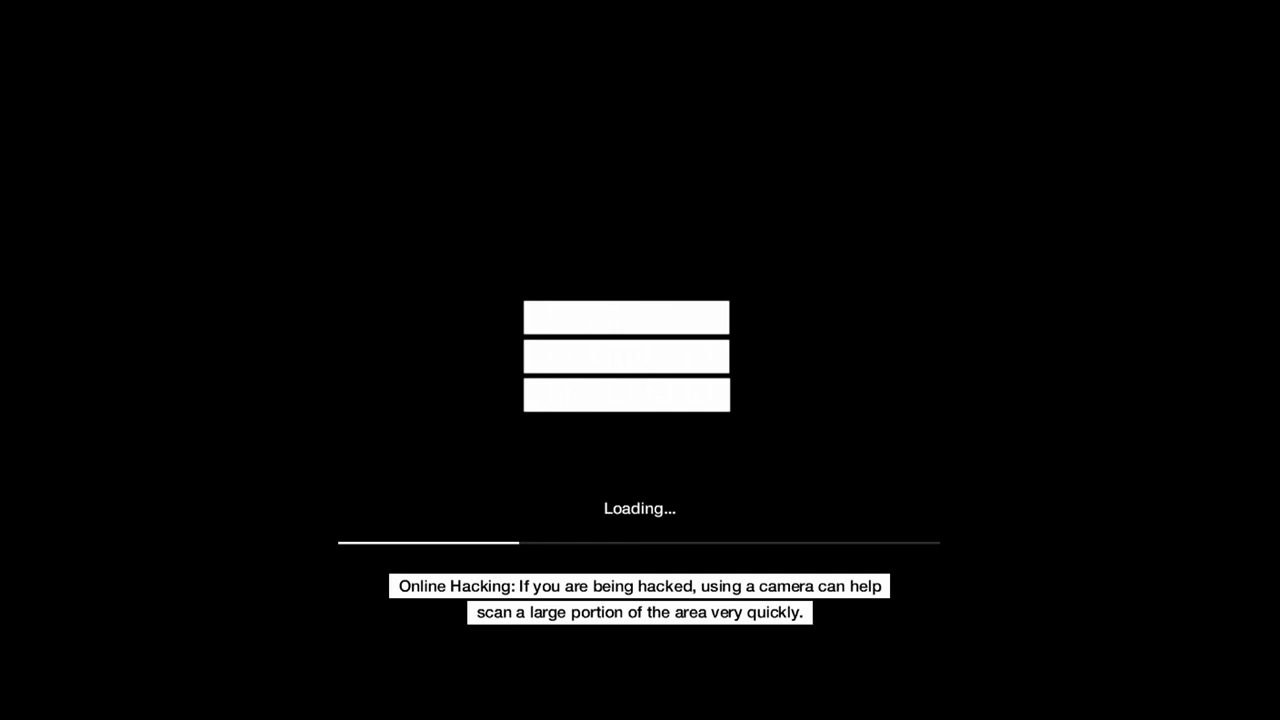 Loading...
Online Hacking: If you are being hacked, using a camera can help
scan a large portion of the area very quickly.